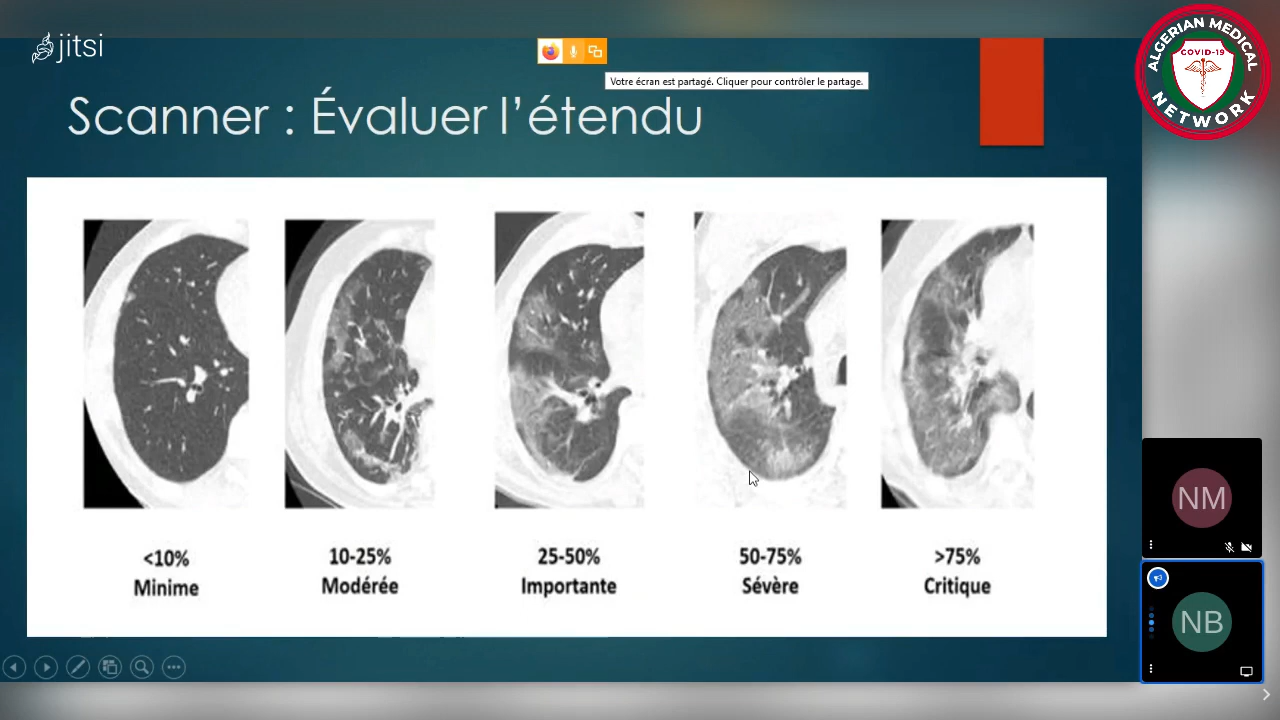 jitsi
Votre écran est partagé. Cliquer pour contrôler le partage.
ALGERIAN MEDICAL
COVID-19
NETWORK
Scanner : Évaluer l’étendu
<10%
Minime
10-25%
Modérée
25-50%
Importante
50-75%
Sévère
>75%
Critique
NM
NB